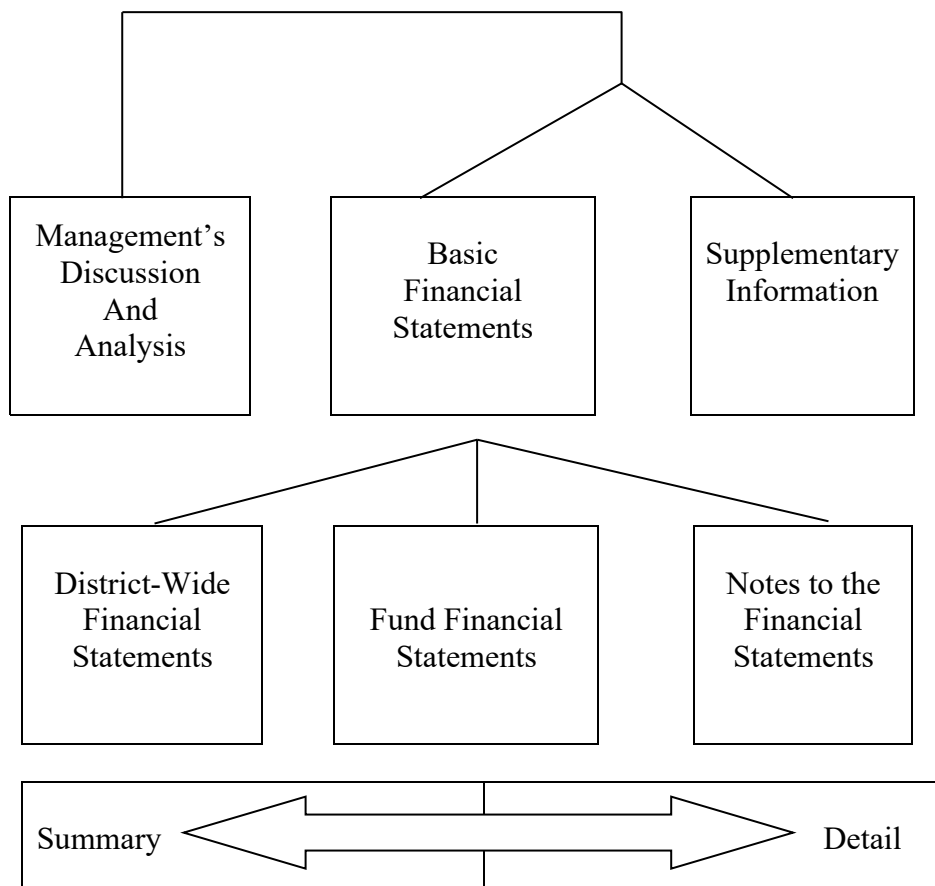 Management’s
Discussion
And
Analysis
Basic
Financial
Statements
Supplementary
Information
District-Wide
Financial
Statements
Fund Financial
Statements
Notes to the
Financial
Statements
Summary
Detail